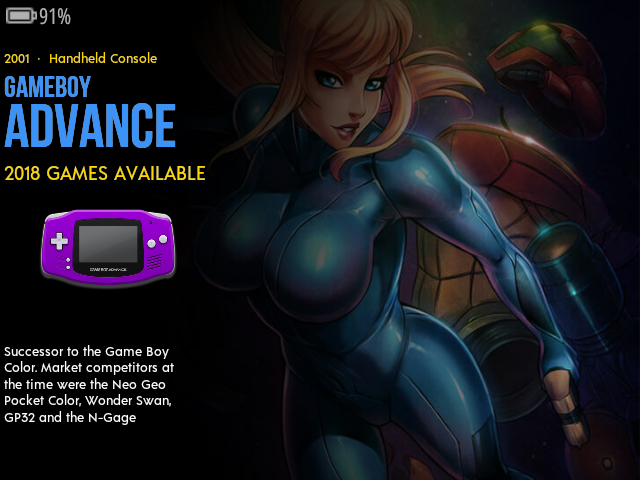 91%
2001 · Handheld Console
GAMEBOY
ADVANCE
2018 GAMES AVAILABLE
GAME BOY ADVANCE
Successor to the Game Boy
Color. Market competitors at
the time were the Neo Geo
Pocket Color, Wonder Swan,
GP32 and the N-Gage